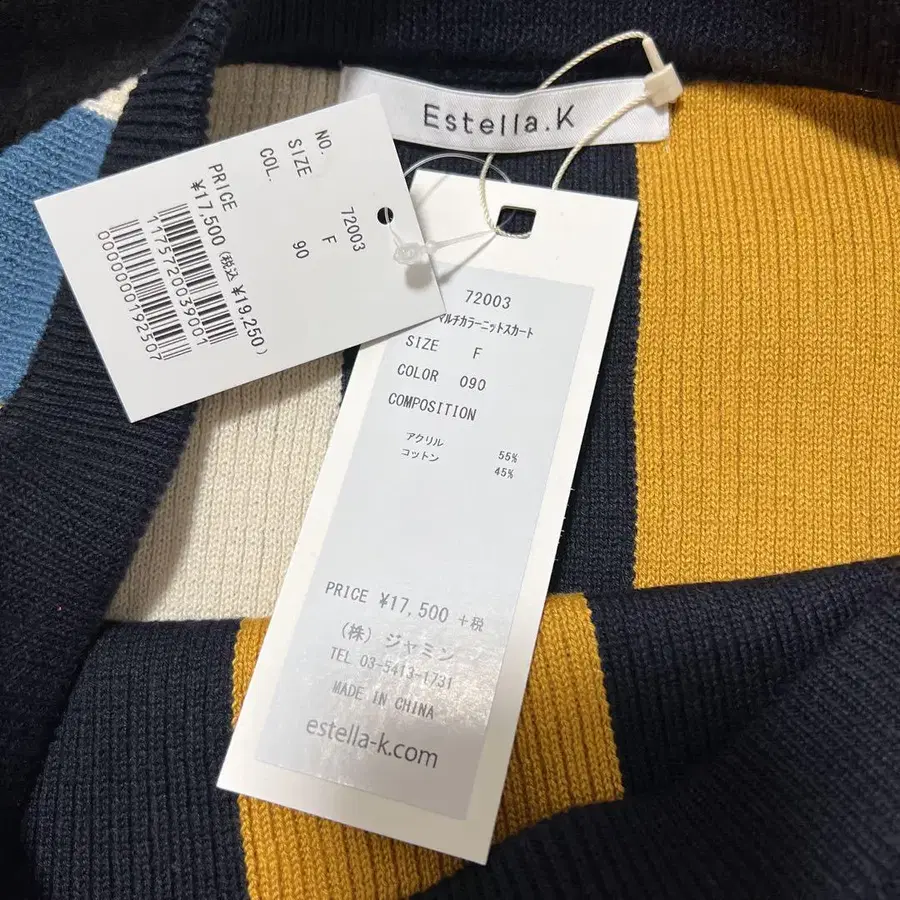 Estella.K
NO. 72003
SIZE F
COL. 90
PRICE
¥17,500 (税込 ¥19,250)
1175720039001
0000000192507
72003
マルチカラーニットスカート
SIZE F
COLOR 090
COMPOSITION
アクリル 55%
コットン 45%
PRICE ¥17,500 +税
(株) ジャミン
TEL 03-5413-1731
MADE IN CHINA
estella-k.com